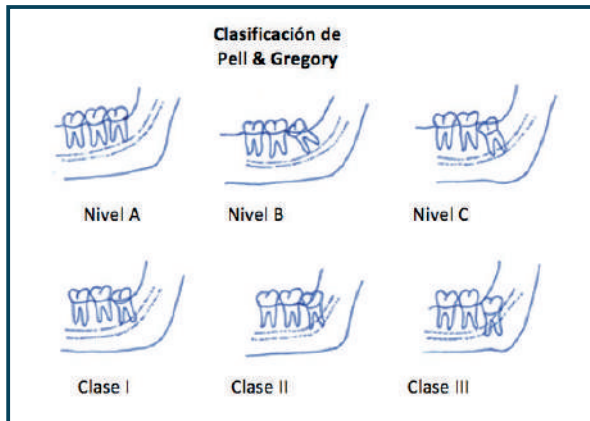 Clasificación de
Pell & Gregory
Nivel A
Nivel B
Nivel C
Clase I
Clase II
Clase III